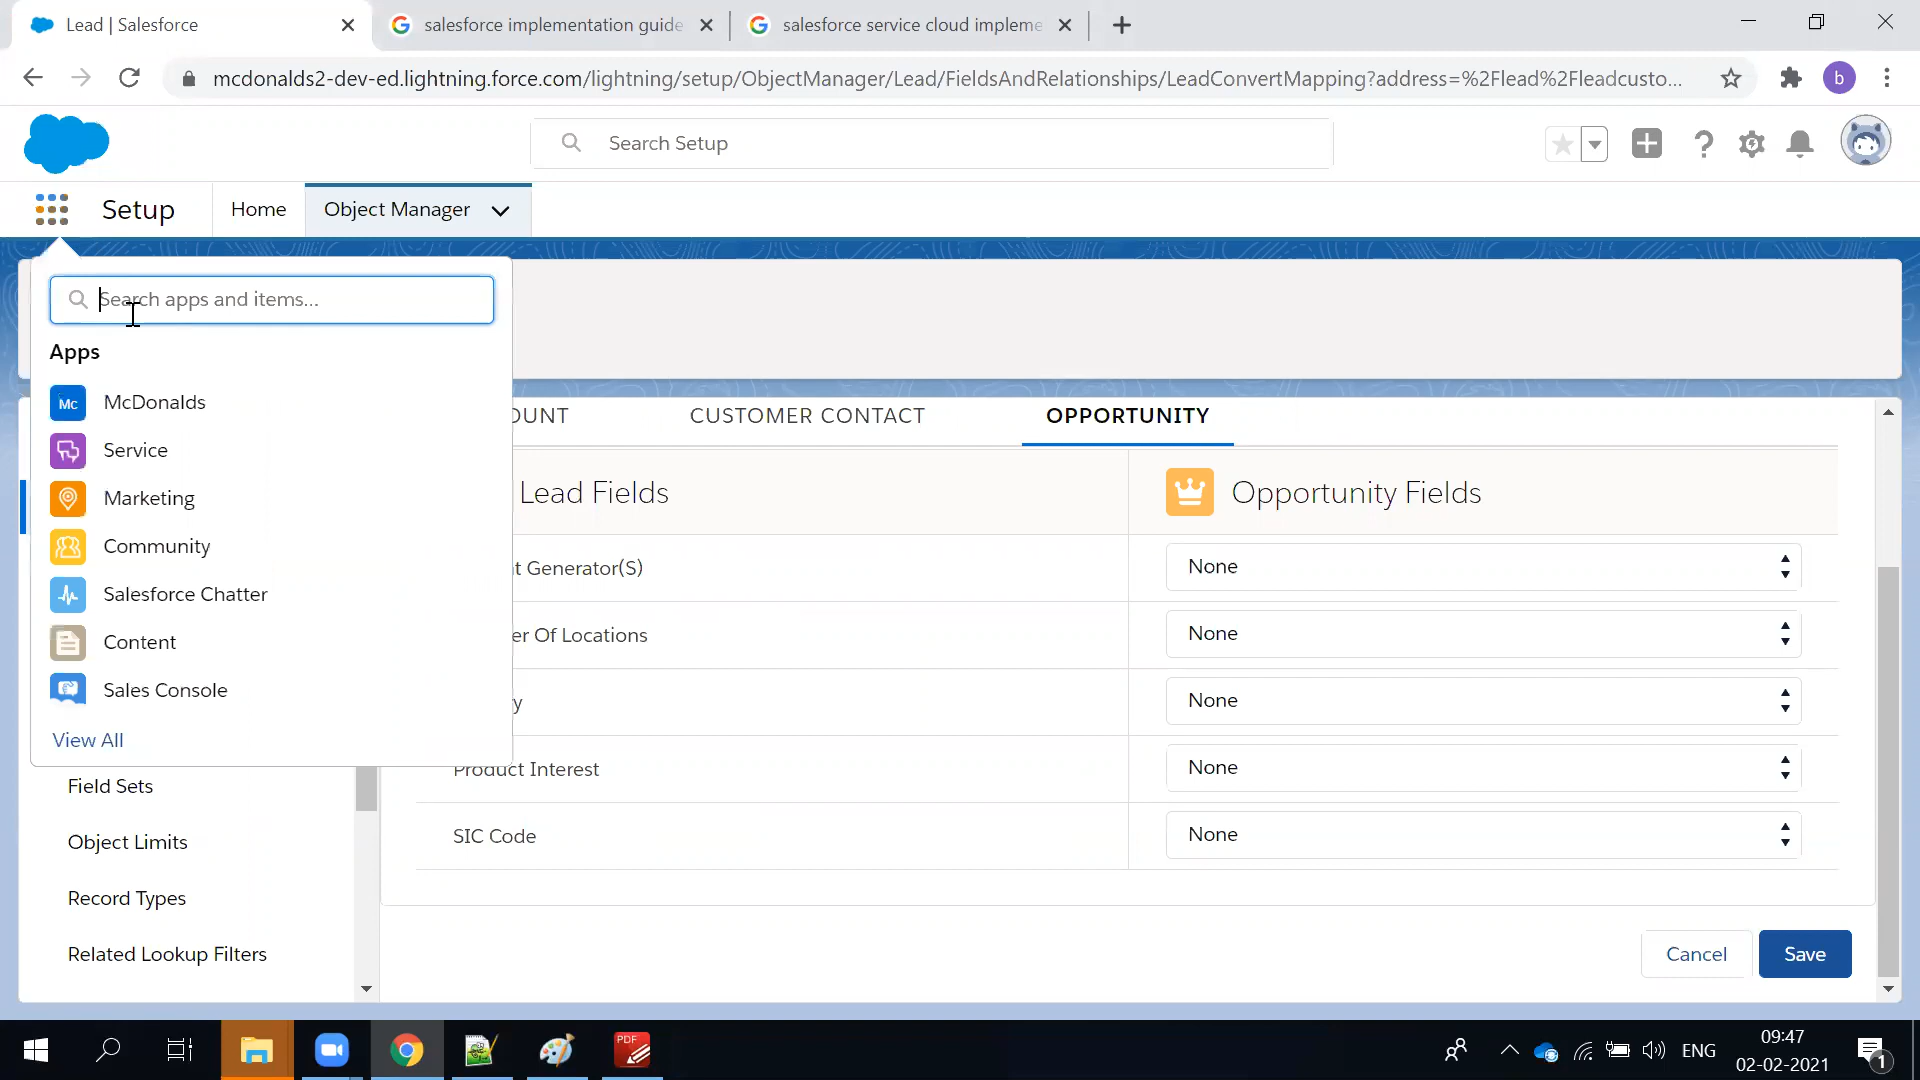 Lead | Salesforce
salesforce implementation guide
salesforce service cloud impleme
mcdonalds2-dev-ed.lightning.force.com/lightning/setup/ObjectManager/Lead/FieldsAndRelationships/LeadConvertMapping?address=%2Flead%2Fleadcusto...
b
Search Setup
Setup
Home
Object Manager
Search apps and items...
Apps
Mc
McDonalds
Service
Marketing
Community
Salesforce Chatter
Content
Sales Console
View All
Field Sets
Object Limits
Record Types
Related Lookup Filters
OUNT
CUSTOMER CONTACT
OPPORTUNITY
Lead Fields
Opportunity Fields
t Generator(S)
None
er Of Locations
None
y
None
Product Interest
None
SIC Code
None
Cancel
Save
PDF
ENG
09:47
02-02-2021
1